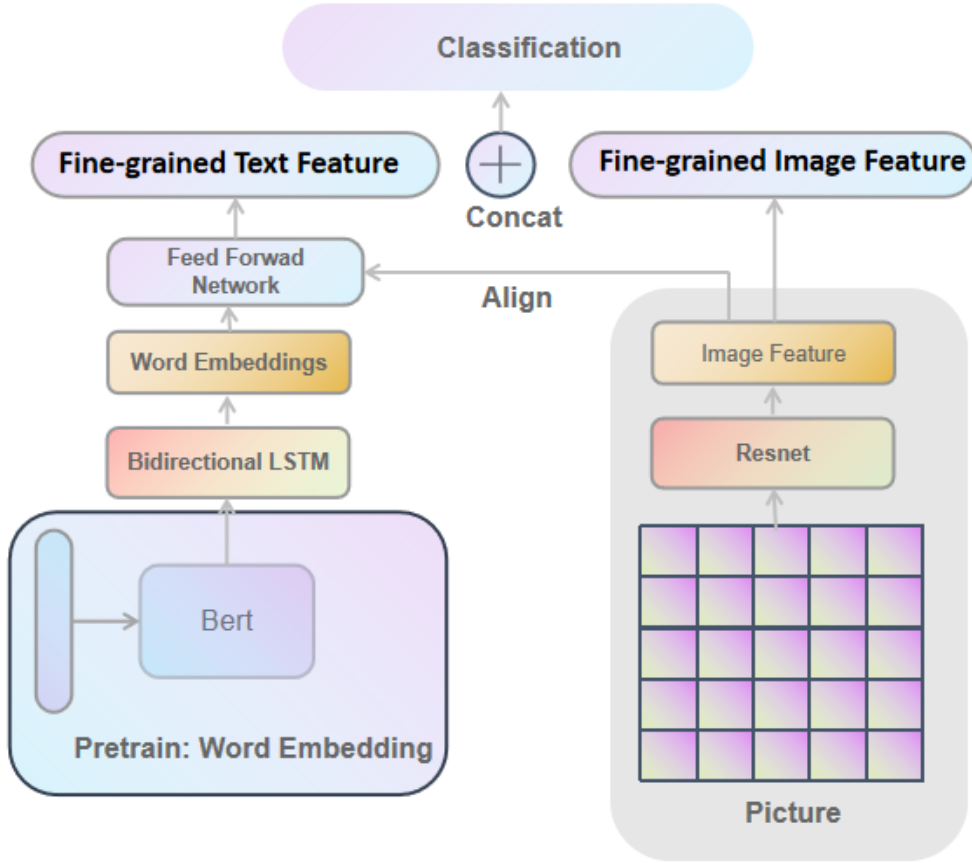 Classification
Fine-grained Text Feature
Fine-grained Image Feature
Concat
Feed Forwad
Network
Align
Word Embeddings
Image Feature
Bidirectional LSTM
Resnet
Bert
Pretrain: Word Embedding
Picture